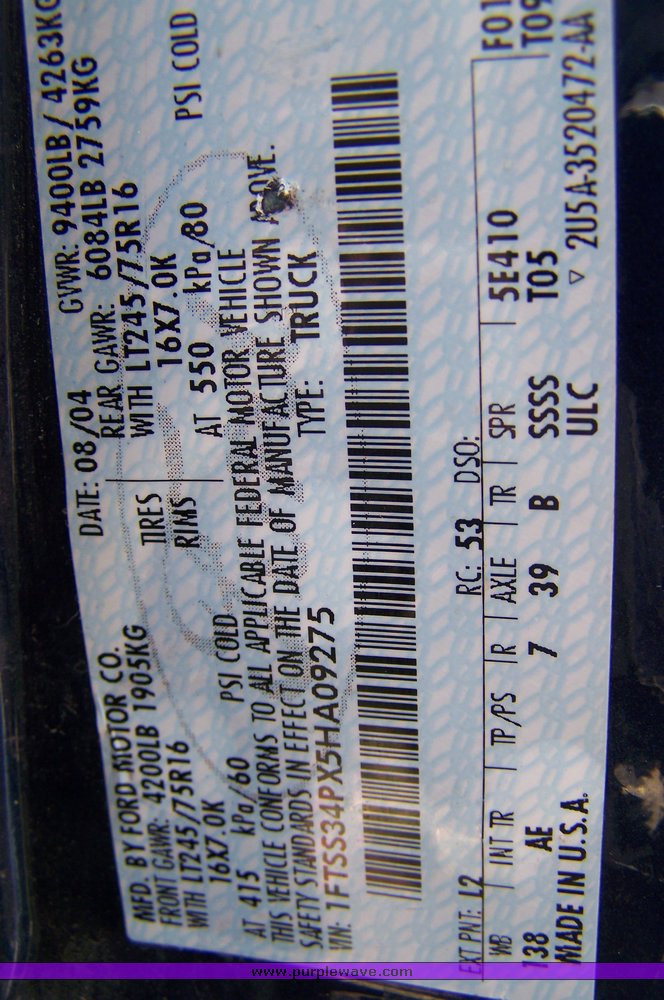 MFD. BY FORD MOTOR CO.
DATE: 08/04 GVWR: 9400LB/ 4263KG
FRONT GAWR: 4200LB 1905KG REAR GAWR: 6084LB 2759KG
WITH LT245/75R16 TIRES WITH LT245/75R16
16X7.0K RIMS 16X7.0K
AT 415 kPa/60 PSI COLD AT 550 kPa/80 PSI COLD
THIS VEHICLE CONFORMS TO ALL APPLICABLE FEDERAL MOTOR VEHICLE
SAFETY STANDARDS IN EFFECT ON THE DATE OF MANUFACTURE SHOWN ABOVE.
VIN: 1FTSS34PX5HA09275 TYPE: TRUCK
EXT PNT: L2 RC: 53 DSO: F01
WB INT TR TP/PS R AXLE TR SPR 5E410 T09
138 AE 7 39 B SSSS T05
MADE IN U.S.A. ULC ▽ 2U5A-3520472-AA
www.purplewave.com